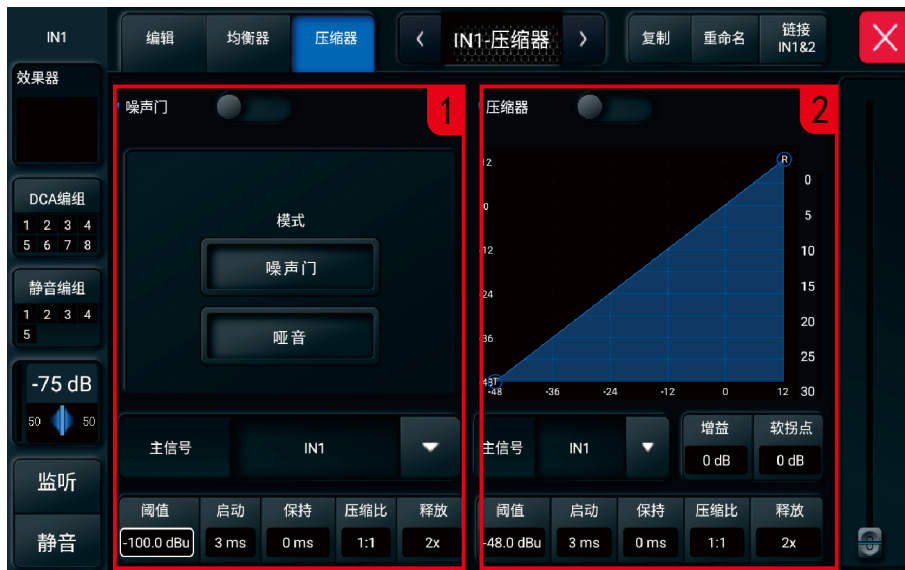 IN1
编辑
均衡器
压缩器
IN1-压缩器
复制
重命名
链接
IN1&2
效果器
噪声门
1
压缩器
2
DCA编组
1 2 3 4
5 6 7 8
静音编组
1 2 3 4
5
-75 dB
50 50
监听
静音
模式
噪声门
哑音
主信号 IN1
阈值 启动 保持 压缩比 释放
-100.0 dBu 3 ms 0 ms 1:1 2x
12
0
-12
-24
-36
-48
R
T
0
5
10
15
20
25
30
-48 -36 -24 -12 0 12
主信号 IN1
增益 软拐点
0 dB 0 dB
阈值 启动 保持 压缩比 释放
-48.0 dBu 3 ms 0 ms 1:1 2x